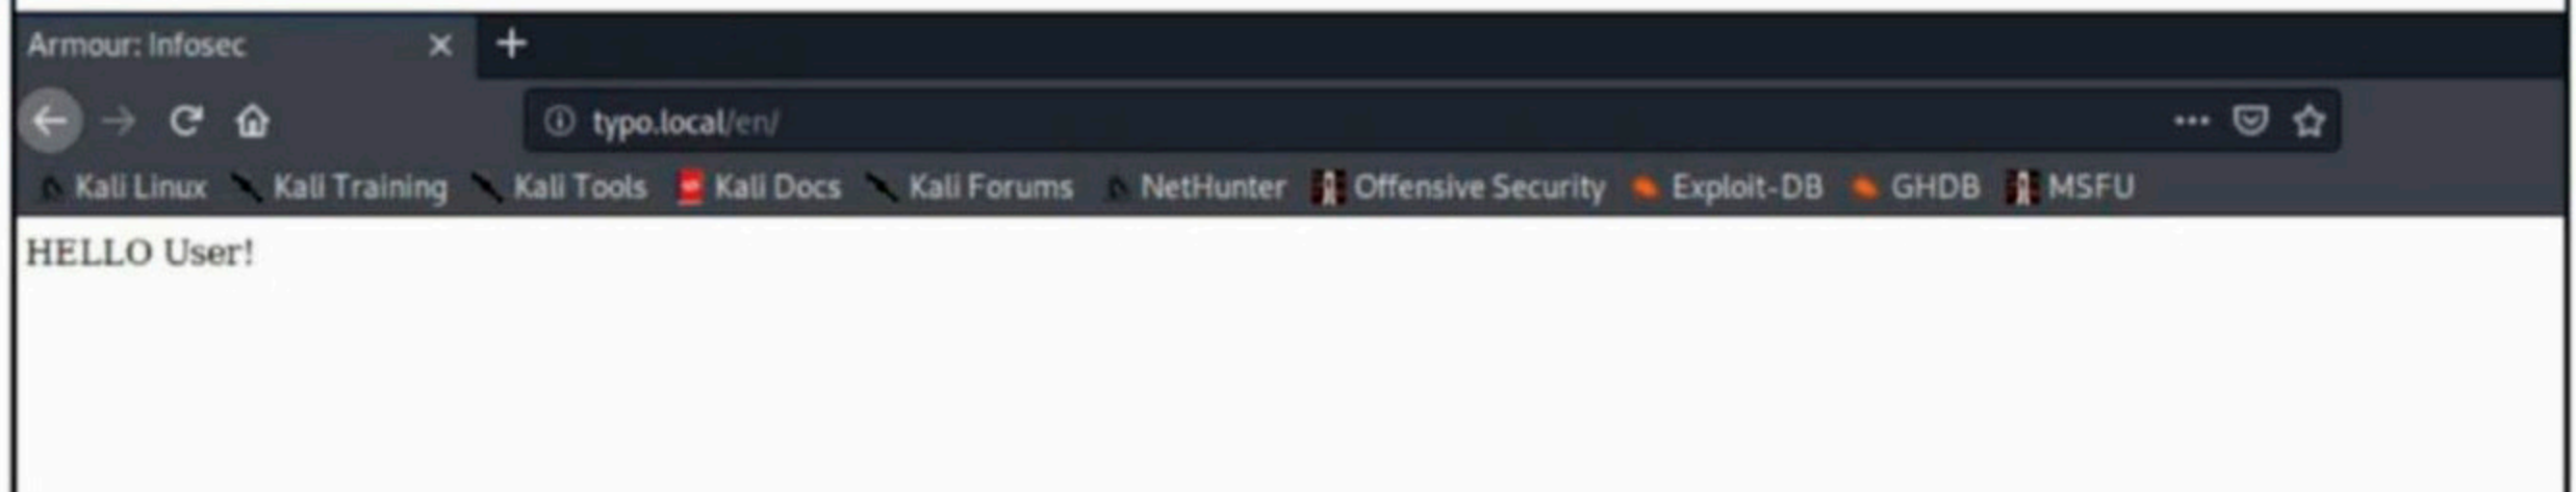 Armour: Infosec
typo.local/en/
Kali Linux Kali Training Kali Tools Kali Docs Kali Forums NetHunter Offensive Security Exploit-DB GHDB MSFU
HELLO User!